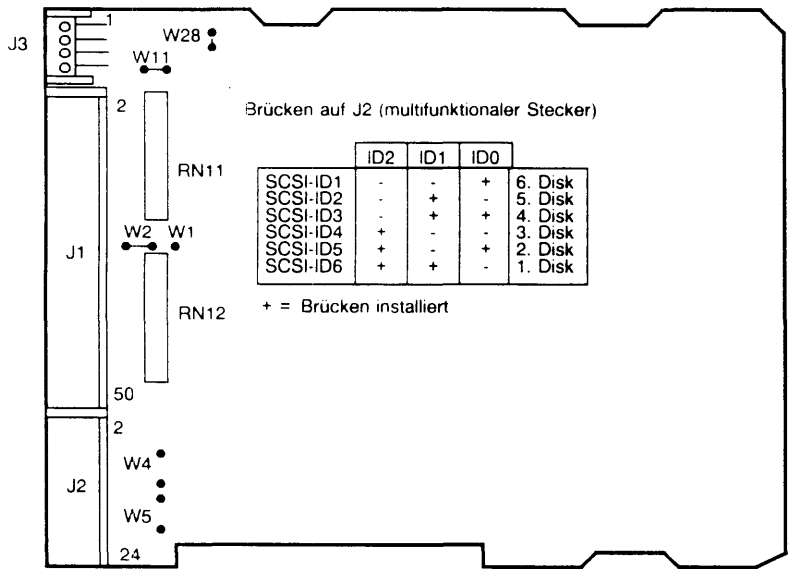 1
J3
W28
W11
2
Brücken auf J2 (multifunktionaler Stecker)
RN11
ID2 ID1 ID0
SCSI-ID1 - - + 6. Disk
SCSI-ID2 - + - 5. Disk
SCSI-ID3 - + + 4. Disk
SCSI-ID4 + - - 3. Disk
SCSI-ID5 + - + 2. Disk
SCSI-ID6 + + - 1. Disk
W2 W1
J1
+ = Brücken installiert
RN12
50
2
W4
J2
W5
24